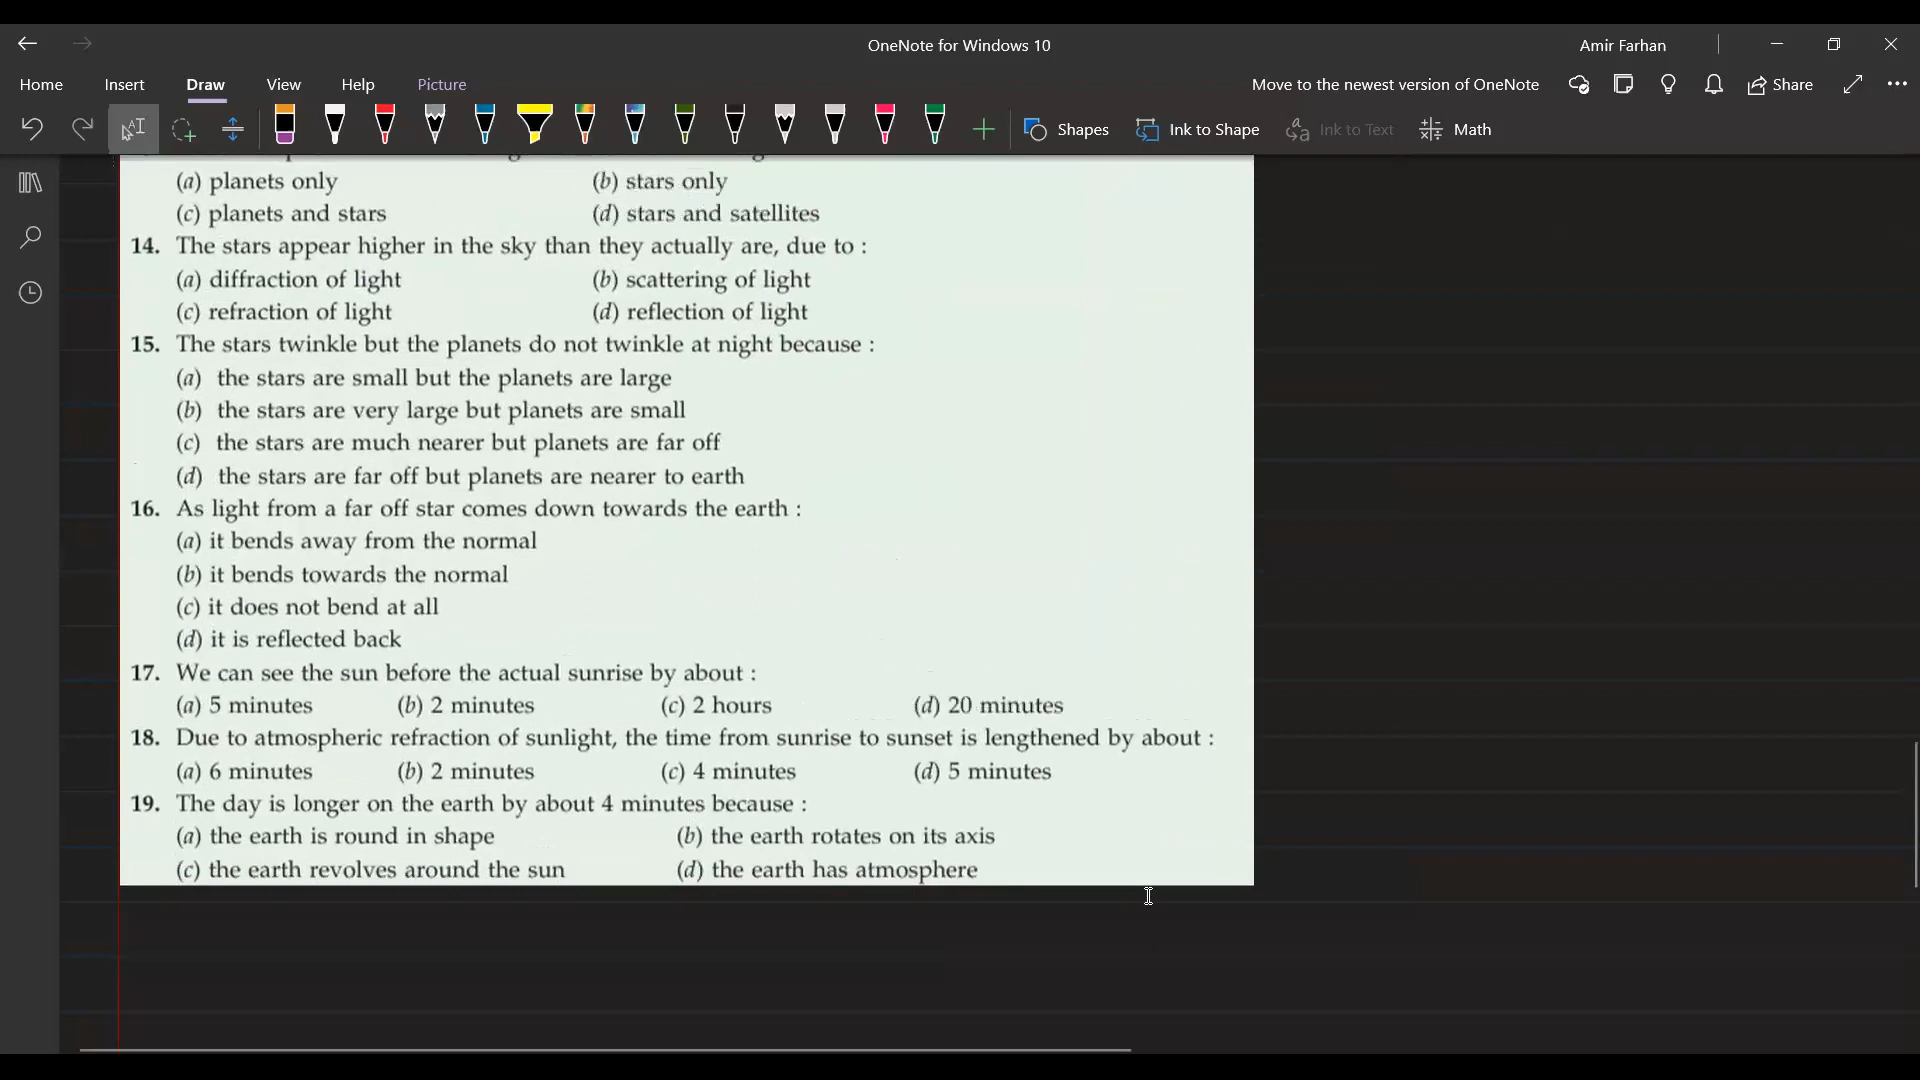 OneNote for Windows 10
Amir Farhan
Home Insert Draw View Help Picture
Move to the newest version of OneNote
Share
Shapes Ink to Shape Ink to Text Math
(a) planets only (b) stars only
(c) planets and stars (d) stars and satellites
14. The stars appear higher in the sky than they actually are, due to :
(a) diffraction of light (b) scattering of light
(c) refraction of light (d) reflection of light
15. The stars twinkle but the planets do not twinkle at night because :
(a) the stars are small but the planets are large
(b) the stars are very large but planets are small
(c) the stars are much nearer but planets are far off
(d) the stars are far off but planets are nearer to earth
16. As light from a far off star comes down towards the earth :
(a) it bends away from the normal
(b) it bends towards the normal
(c) it does not bend at all
(d) it is reflected back
17. We can see the sun before the actual sunrise by about :
(a) 5 minutes (b) 2 minutes (c) 2 hours (d) 20 minutes
18. Due to atmospheric refraction of sunlight, the time from sunrise to sunset is lengthened by about :
(a) 6 minutes (b) 2 minutes (c) 4 minutes (d) 5 minutes
19. The day is longer on the earth by about 4 minutes because :
(a) the earth is round in shape (b) the earth rotates on its axis
(c) the earth revolves around the sun (d) the earth has atmosphere